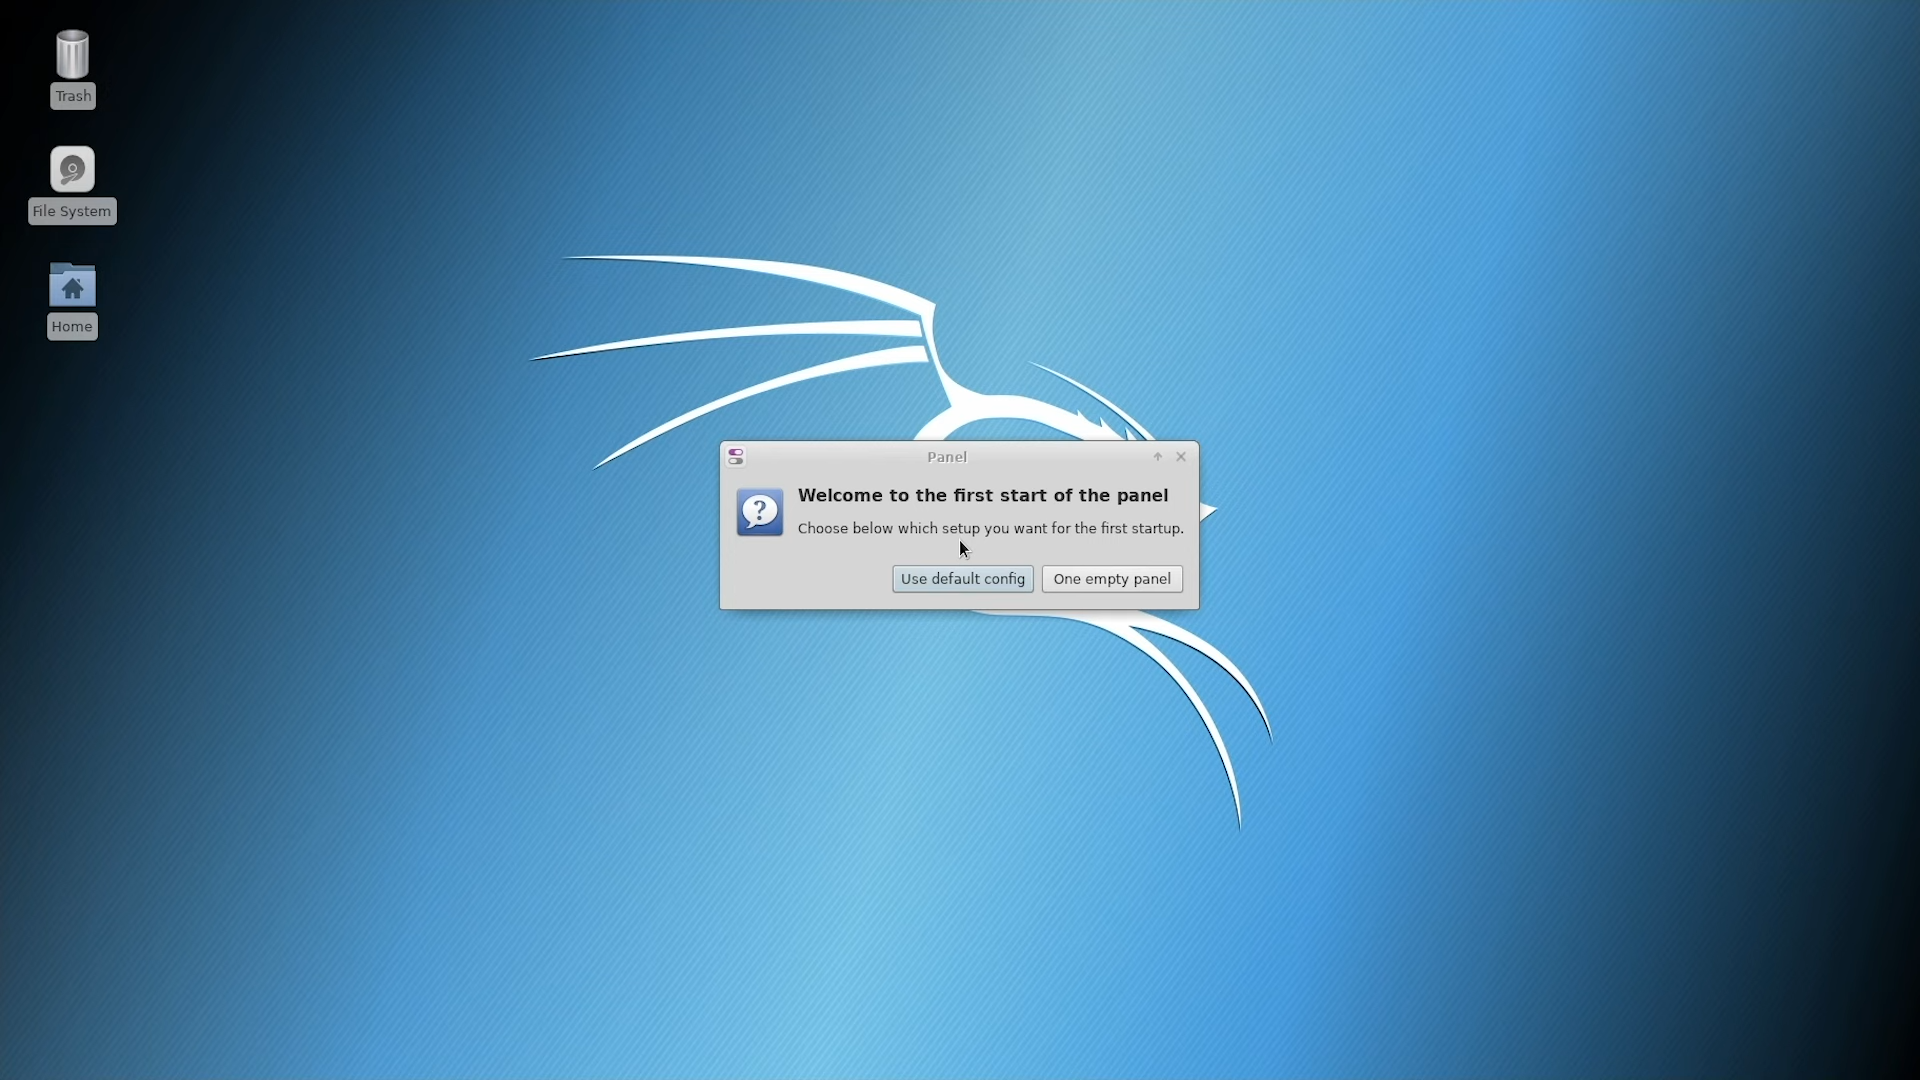 Trash
File System
Home
Panel
Welcome to the first start of the panel
Choose below which setup you want for the first startup.
Use default config
One empty panel